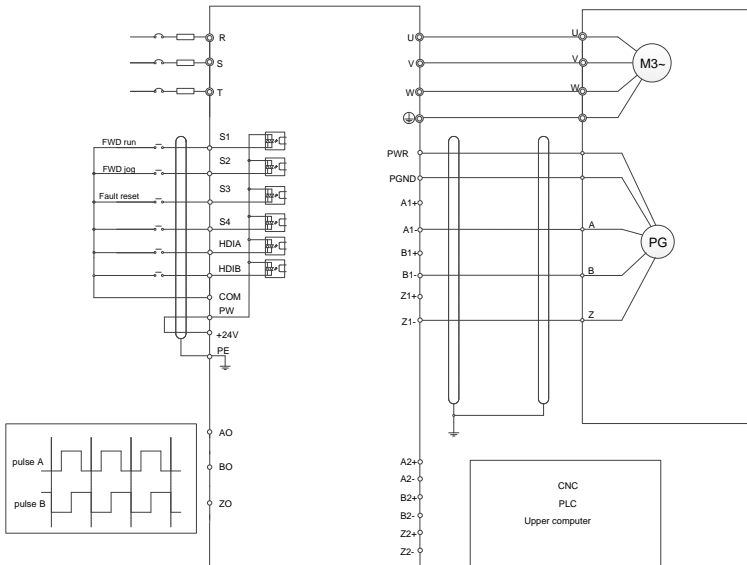 R
S
T
S1
FWD run
S2
FWD jog
S3
Fault reset
S4
HDIA
HDIB
COM
PW
+24V
PE
U
V
W
U
V
W
M3~
PWR
PGND
A1+
A1-
B1+
B1-
Z1+
Z1-
A
B
Z
PG
pulse A
pulse B
AO
BO
ZO
A2+
A2-
B2+
B2-
Z2+
Z2-
CNC
PLC
Upper computer